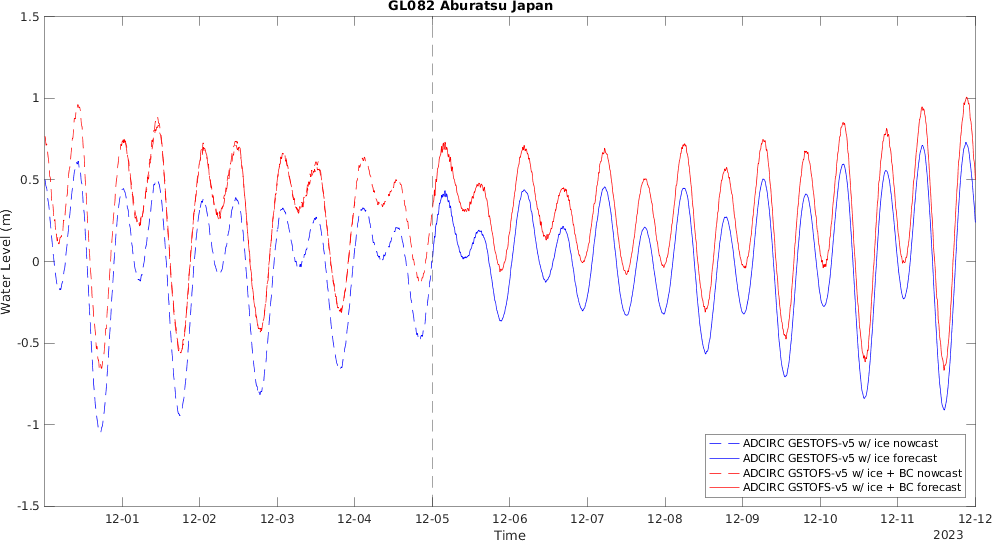 GL082 Aburatsu Japan
1.5
1
0.5
0
-0.5
-1
-1.5
Water Level (m)
12-01 12-02 12-03 12-04 12-05 12-06 12-07 12-08 12-09 12-10 12-11 12-12
Time
2023
ADCIRC GESTOFS-v5 w/ ice nowcast
ADCIRC GESTOFS-v5 w/ ice forecast
ADCIRC GSTOFS-v5 w/ ice + BC nowcast
ADCIRC GSTOFS-v5 w/ ice + BC forecast